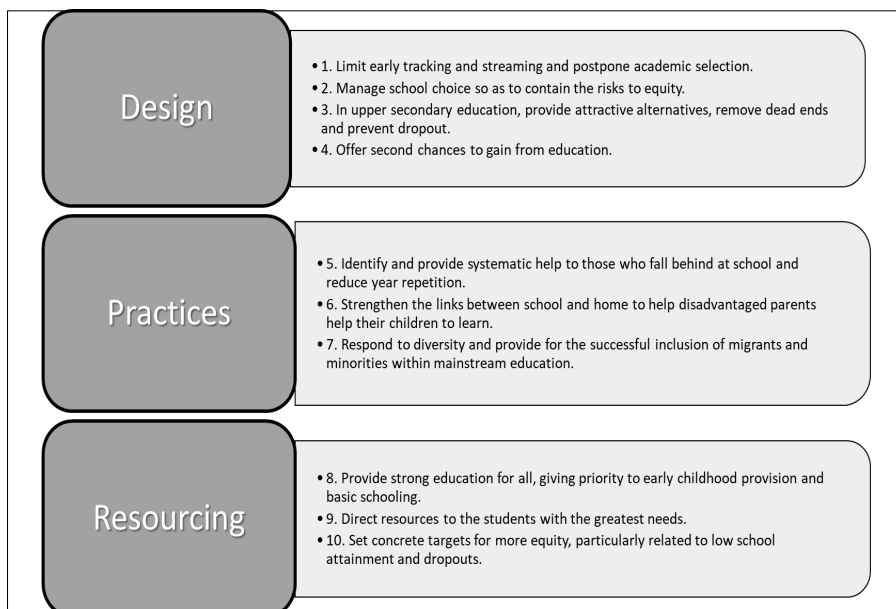 Design
• 1. Limit early tracking and streaming and postpone academic selection.
• 2. Manage school choice so as to contain the risks to equity.
• 3. In upper secondary education, provide attractive alternatives, remove dead ends
and prevent dropout.
• 4. Offer second chances to gain from education.
Practices
• 5. Identify and provide systematic help to those who fall behind at school and
reduce year repetition.
• 6. Strengthen the links between school and home to help disadvantaged parents
help their children to learn.
• 7. Respond to diversity and provide for the successful inclusion of migrants and
minorities within mainstream education.
Resourcing
• 8. Provide strong education for all, giving priority to early childhood provision and
basic schooling.
• 9. Direct resources to the students with the greatest needs.
• 10. Set concrete targets for more equity, particularly related to low school
attainment and dropouts.